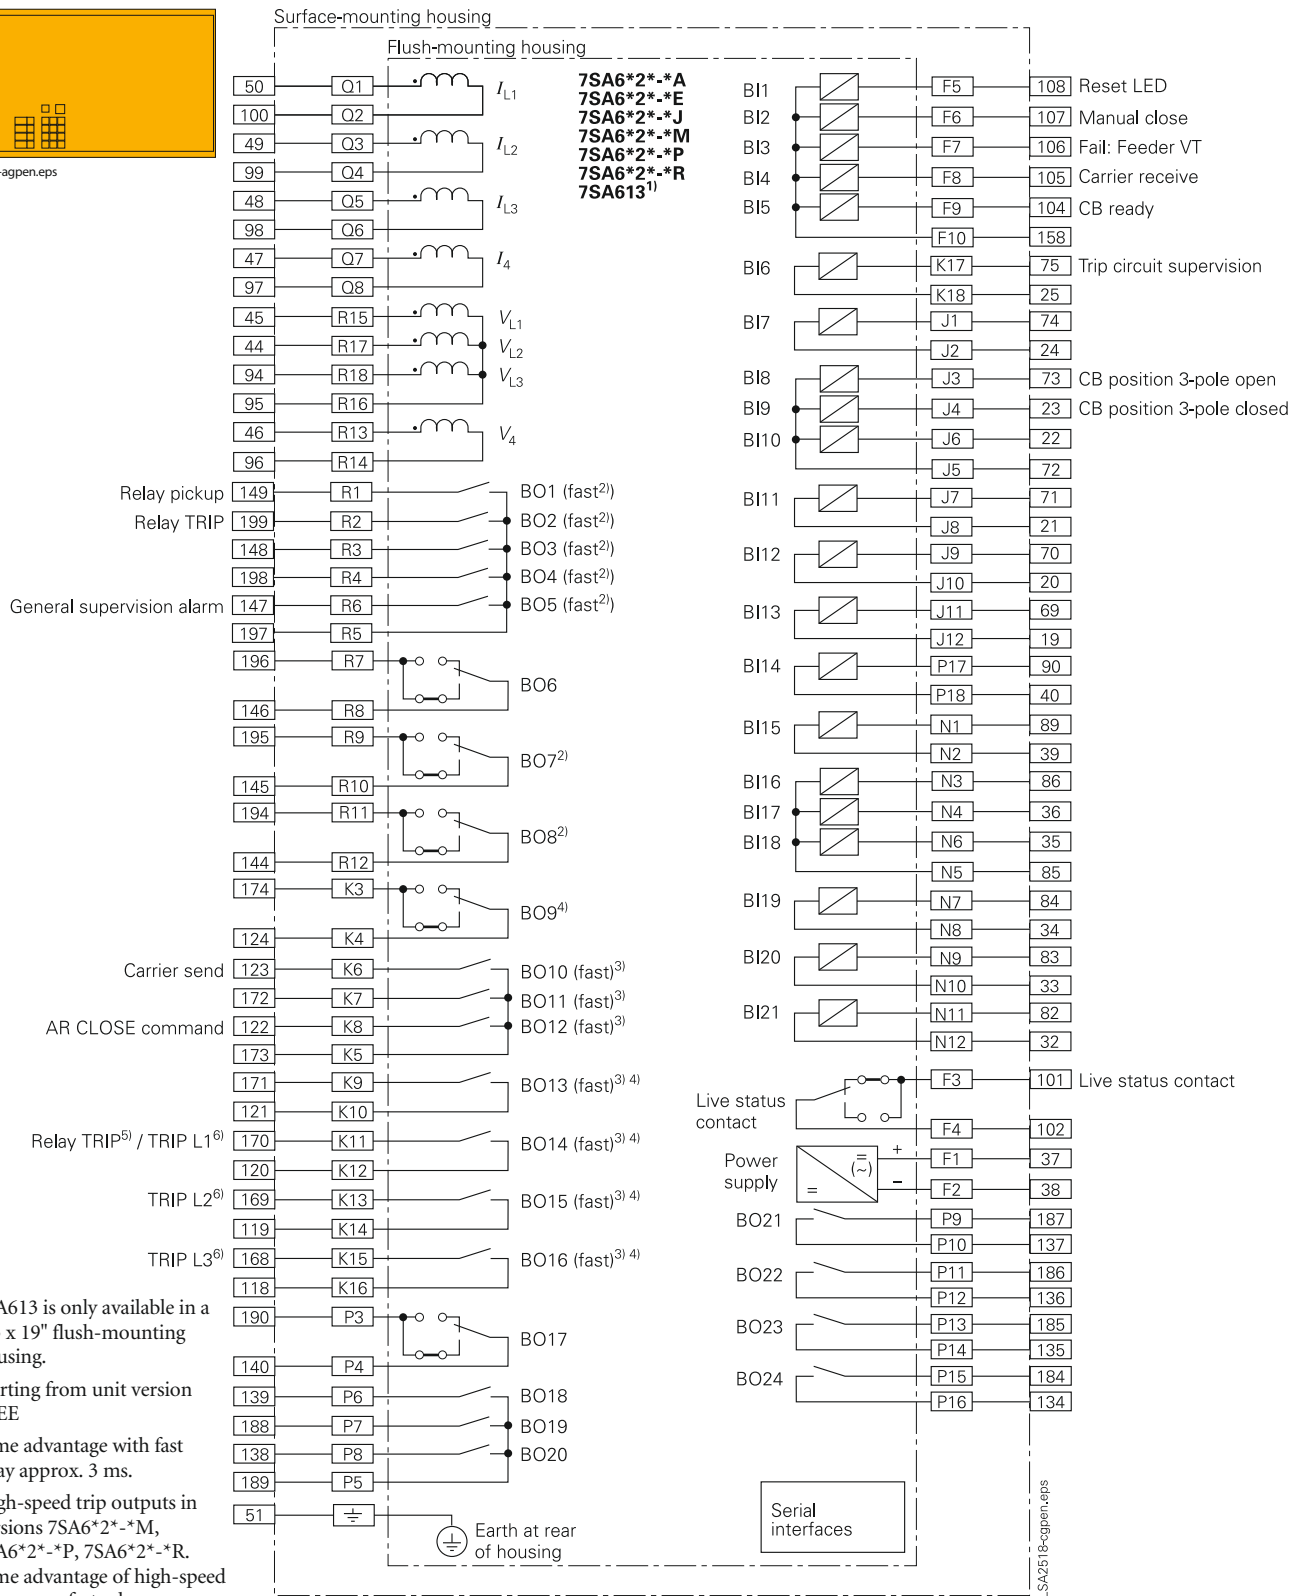 Surface-mounting housing
Flush-mounting housing
-agpen.eps
7SA6*2*-*A
7SA6*2*-*E
7SA6*2*-*J
7SA6*2*-*M
7SA6*2*-*P
7SA6*2*-*R
7SA613¹⁾
50 Q1 I L1
100 Q2
49 Q3 I L2
99 Q4
48 Q5 I L3
98 Q6
47 Q7 I 4
97 Q8
45 R15 V L1
44 R17 V L2
94 R18 V L3
95 R16
46 R13 V 4
96 R14
Relay pickup 149 R1 BO1 (fast²⁾)
Relay TRIP 199 R2 BO2 (fast²⁾)
148 R3 BO3 (fast²⁾)
198 R4 BO4 (fast²⁾)
General supervision alarm 147 R6 BO5 (fast²⁾)
197 R5
196 R7 BO6
146 R8
195 R9 BO7²⁾
145 R10
194 R11 BO8²⁾
144 R12
174 K3 BO9⁴⁾
124 K4
Carrier send 123 K6 BO10 (fast)³⁾
172 K7 BO11 (fast)³⁾
AR CLOSE command 122 K8 BO12 (fast)³⁾
173 K5
171 K9 BO13 (fast)³⁾ ⁴⁾
121 K10
Relay TRIP⁵⁾ / TRIP L1⁶⁾ 170 K11 BO14 (fast)³⁾ ⁴⁾
120 K12
TRIP L2⁶⁾ 169 K13 BO15 (fast)³⁾ ⁴⁾
119 K14
TRIP L3⁶⁾ 168 K15 BO16 (fast)³⁾ ⁴⁾
118 K16
190 P3 BO17
140 P4
139 P6 BO18
188 P7 BO19
138 P8 BO20
189 P5
51
Earth at rear
of housing
BI1 F5 108 Reset LED
BI2 F6 107 Manual close
BI3 F7 106 Fail: Feeder VT
BI4 F8 105 Carrier receive
BI5 F9 104 CB ready
F10 158
BI6 K17 75 Trip circuit supervision
K18 25
BI7 J1 74
J2 24
BI8 J3 73 CB position 3-pole open
BI9 J4 23 CB position 3-pole closed
BI10 J6 22
J5 72
BI11 J7 71
J8 21
BI12 J9 70
J10 20
BI13 J11 69
J12 19
BI14 P17 90
P18 40
BI15 N1 89
N2 39
BI16 N3 86
BI17 N4 36
BI18 N6 35
N5 85
BI19 N7 84
N8 34
BI20 N9 83
N10 33
BI21 N11 82
N12 32
Live status
contact
F3 101 Live status contact
F4 102
Power
supply
= (~) =
+ F1 37
− F2 38
BO21 P9 187
P10 137
BO22 P11 186
P12 136
BO23 P13 185
P14 135
BO24 P15 184
P16 134
Serial
interfaces
SA2518-cgpen.eps
A613 is only available in a
x 19" flush-mounting
using.
rting from unit version
EE
me advantage with fast
ay approx. 3 ms.
gh-speed trip outputs in
sions 7SA6*2*-*M,
A6*2*-*P, 7SA6*2*-*R.
me advantage of high-speed